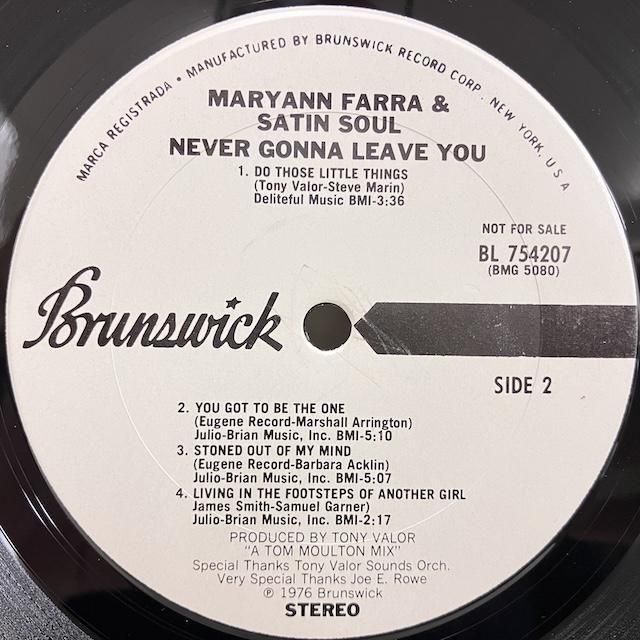 MARCA REGISTRADA • MANUFACTURED BY BRUNSWICK RECORD CORP. NEW YORK, U S A
MARYANN FARRA &
SATIN SOUL
NEVER GONNA LEAVE YOU
1. DO THOSE LITTLE THINGS
(Tony Valor-Steve Marin)
Deliteful Music BMI-3:36
NOT FOR SALE
BL 754207
(BMG 5080)
Brunswick
SIDE 2
2. YOU GOT TO BE THE ONE
(Eugene Record-Marshall Arrington)
Julio-Brian Music, Inc. BMI-5:10
3. STONED OUT OF MY MIND
(Eugene Record-Barbara Acklin)
Julio-Brian Music, Inc. BMI-5:07
4. LIVING IN THE FOOTSTEPS OF ANOTHER GIRL
James Smith-Samuel Garner)
Julio-Brian Music, Inc. BMI-2:17
PRODUCED BY TONY VALOR
"A TOM MOULTON MIX"
Special Thanks Tony Valor Sounds Orch.
Very Special Thanks Joe E. Rowe
℗ 1976 Brunswick
STEREO